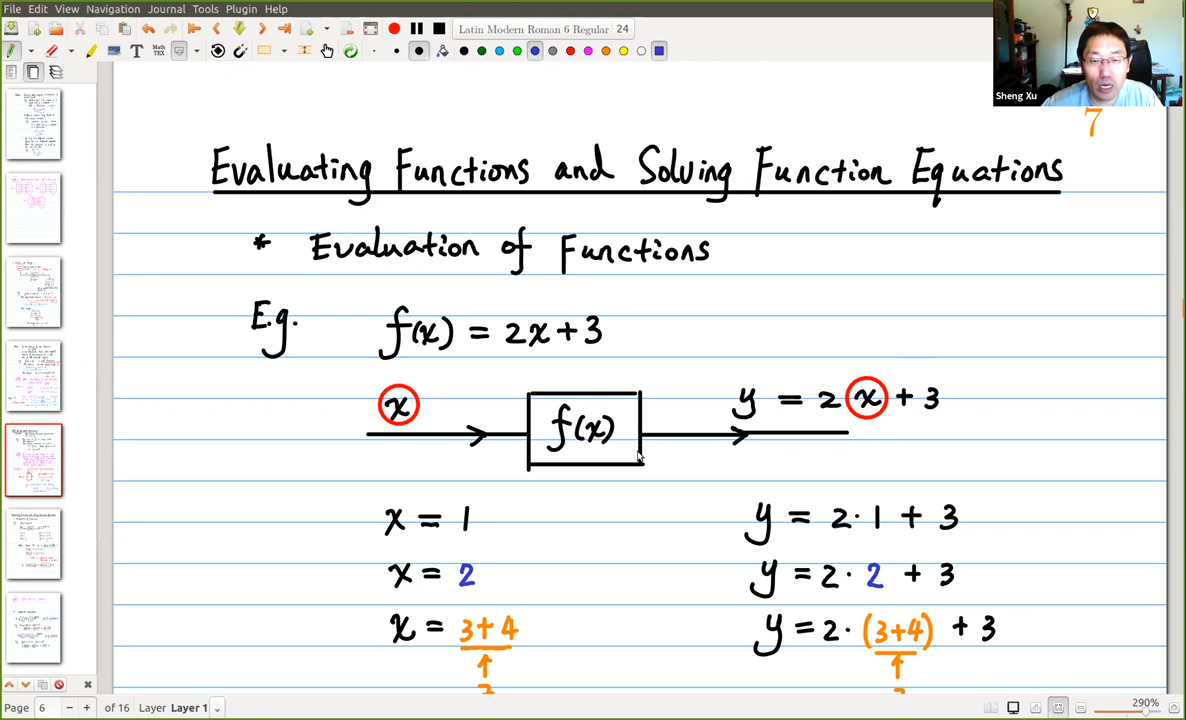 File Edit View Navigation Journal Tools Plugin Help
Latin Modern Roman 6 Regular 24
Sheng Xu
7
Evaluating Functions and Solving Function Equations
* Evaluation of Functions
E.g. f(x) = 2x+3
x f(x) y = 2 x + 3
x = 1 y = 2 · 1 + 3
x = 2 y = 2 · 2 + 3
x = 3+4 y = 2 · (3+4) + 3
Page 6 of 16 Layer Layer 1 290%